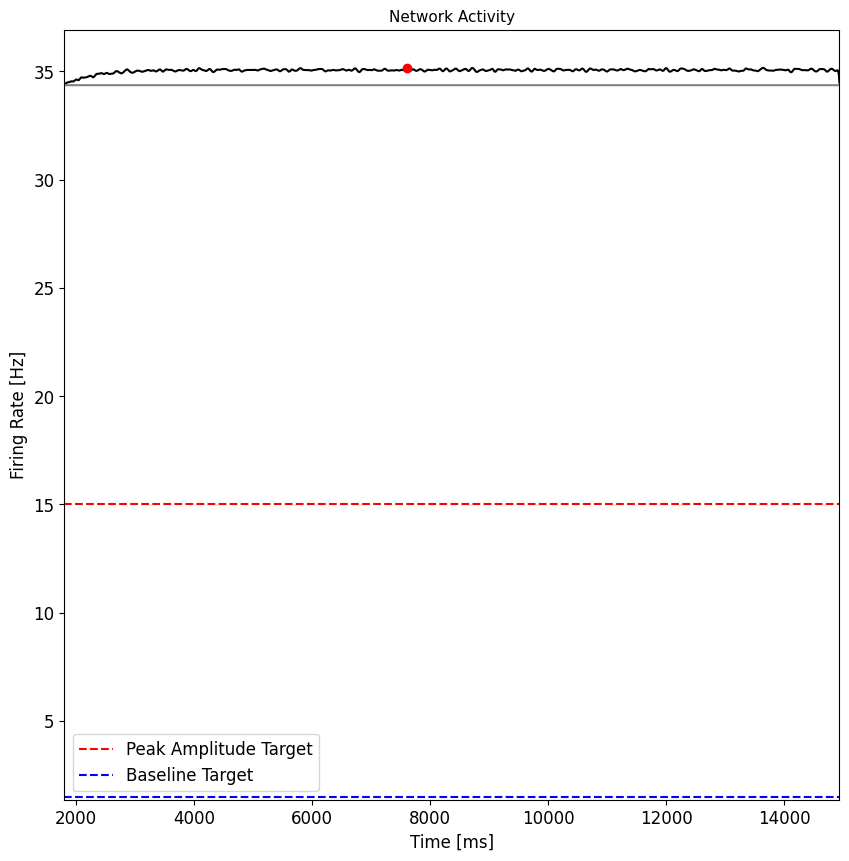 Network Activity
35
30
25
20
15
10
5
Firing Rate [Hz]
Peak Amplitude Target
Baseline Target
2000 4000 6000 8000 10000 12000 14000
Time [ms]